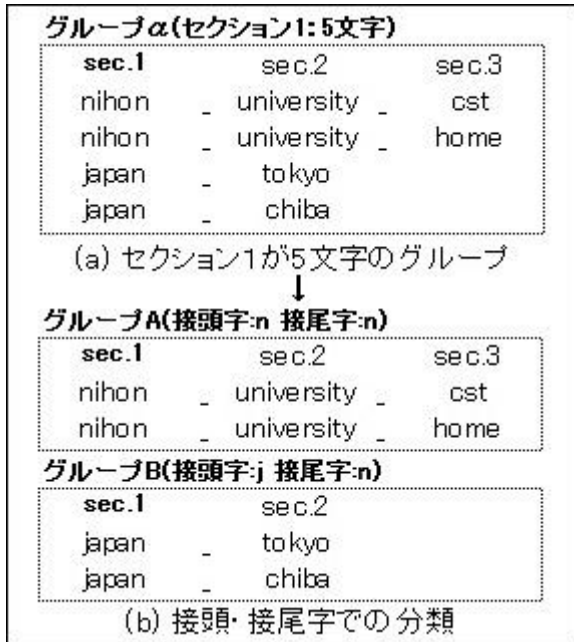 グループα(セクション1:5文字)
sec.1 sec.2 sec.3
nihon _ university _ cst
nihon _ university _ home
japan _ tokyo
japan _ chiba
(a) セクション1が5文字のグループ
↓
グループA(接頭字:n 接尾字:n)
sec.1 sec.2 sec.3
nihon _ university _ cst
nihon _ university _ home
グループB(接頭字:j 接尾字:n)
sec.1 sec.2
japan _ tokyo
japan _ chiba
(b) 接頭・接尾字での分類